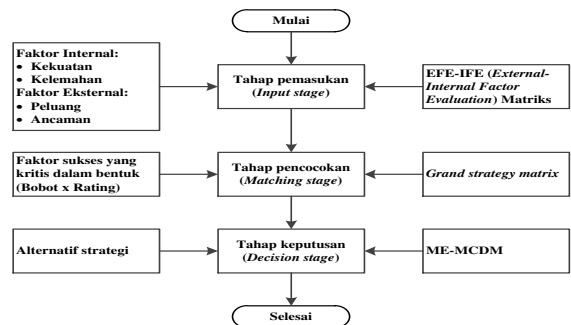 Mulai
Faktor Internal:
• Kekuatan
• Kelemahan
Faktor Eksternal:
• Peluang
• Ancaman
Tahap pemasukan
(Input stage)
EFE-IFE (External-
Internal Factor
Evaluation) Matriks
Faktor sukses yang
kritis dalam bentuk
(Bobot x Rating)
Tahap pencocokan
(Matching stage)
Grand strategy matrix
Alternatif strategi
Tahap keputusan
(Decision stage)
ME-MCDM
Selesai